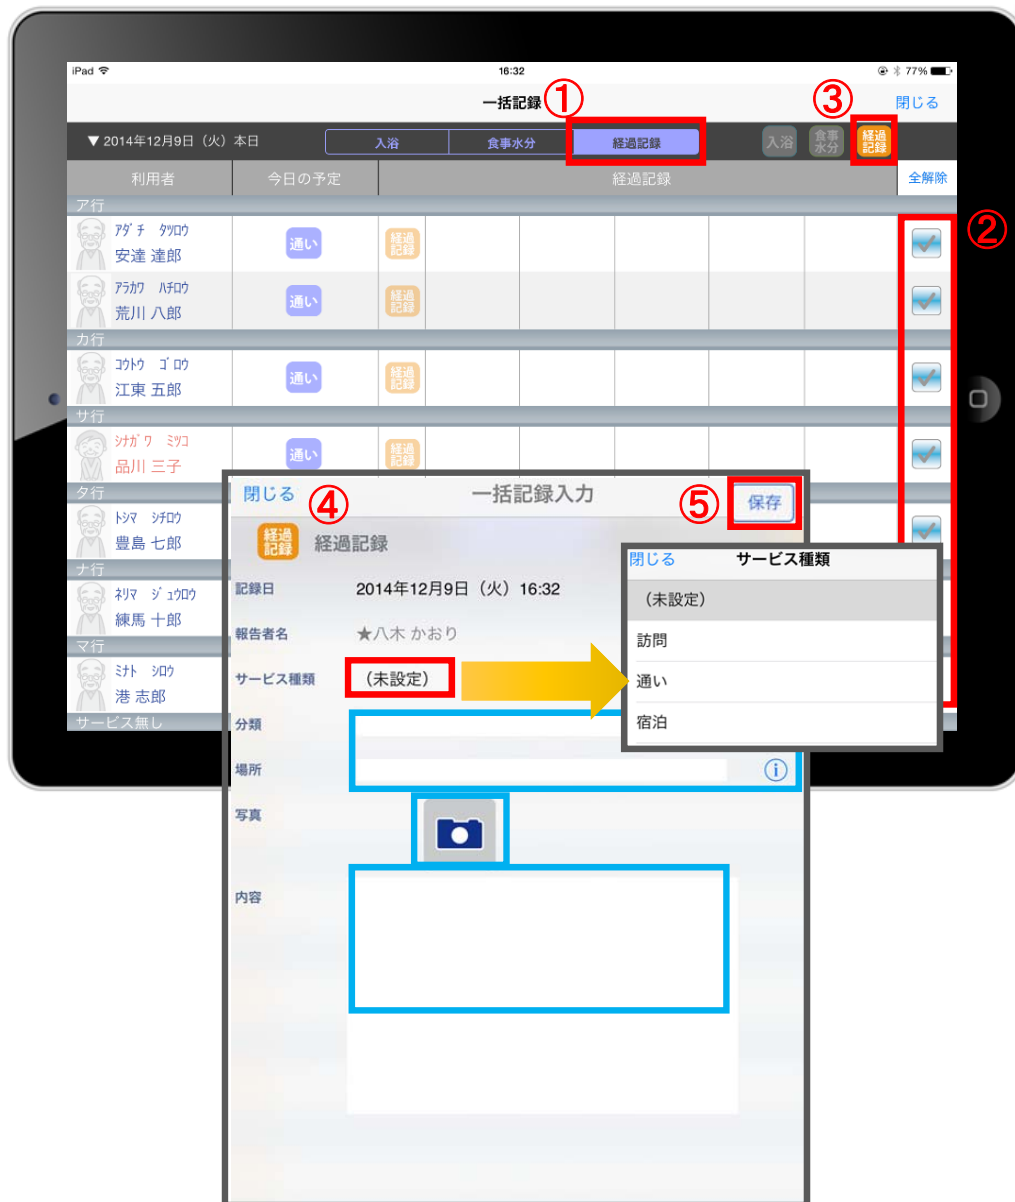 iPad 16:32 77%
一括記録 ① ③ 閉じる
▼ 2014年12月9日（火）本日 入浴 食事水分 経過記録 入浴 食事水分 経過記録
利用者 今日の予定 経過記録 全解除
ア行
ｱﾀﾞﾁ ﾀﾂﾛｳ
安達 達郎 通い 経過記録 ②
ｱﾗｶﾜ ﾊﾁﾛｳ
荒川 八郎 通い 経過記録
カ行
ｺｳﾄｳ ｺﾞﾛｳ
江東 五郎 通い 経過記録
サ行
ｼﾅｶﾞﾜ ﾐﾂｺ
品川 三子 通い 経過記録
タ行
ﾄｼﾏ ｼﾁﾛｳ
豊島 七郎
ナ行
ﾈﾘﾏ ｼﾞｭｳﾛｳ
練馬 十郎
マ行
ﾐﾅﾄ ｼﾛｳ
港 志郎
サービス無し
閉じる ④ 一括記録入力 ⑤ 保存
経過記録 経過記録
記録日 2014年12月9日（火）16:32
報告者名 ★八木 かおり
サービス種類 （未設定）
分類
場所
写真
内容
閉じる サービス種類
（未設定）
訪問
通い
宿泊